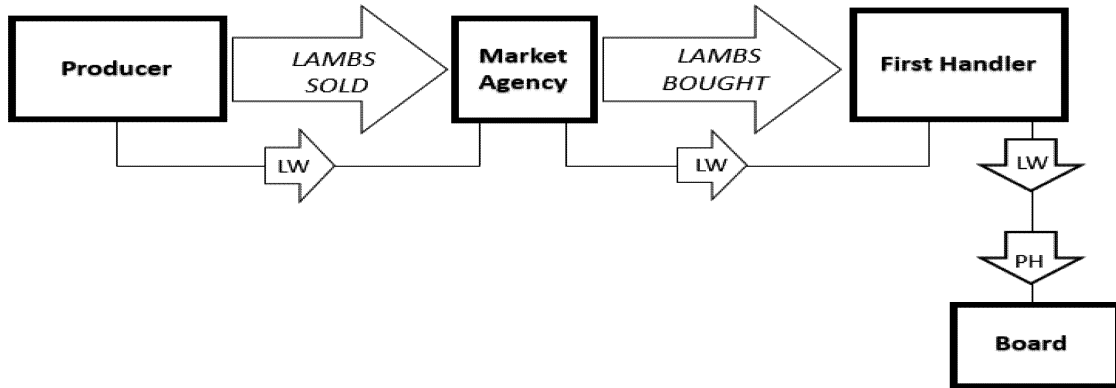 Producer
LAMBS
SOLD
Market
Agency
LAMBS
BOUGHT
First Handler
LW
LW
LW
PH
Board